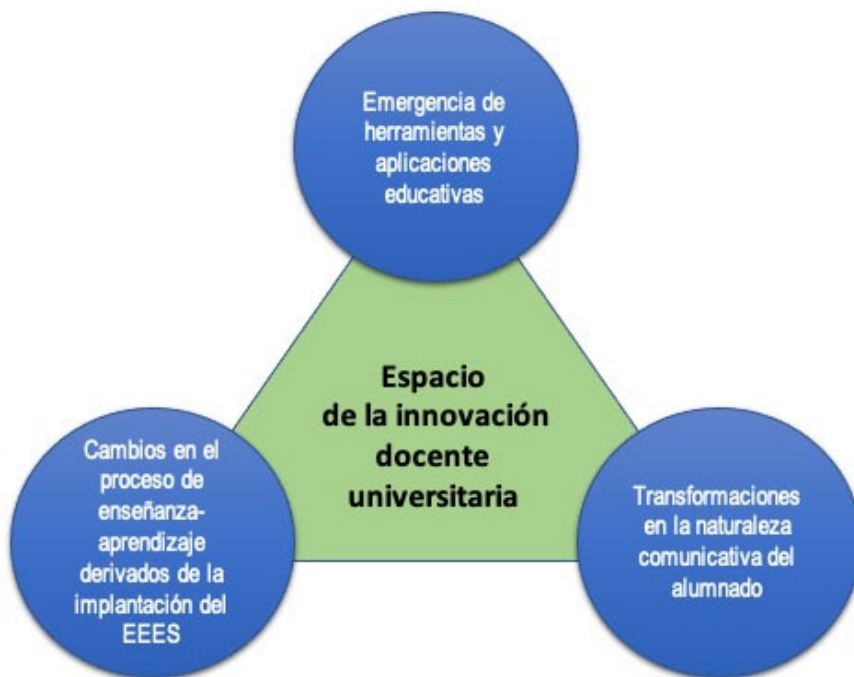 Emergencia de
herramientas y
aplicaciones
educativas
Espacio
de la innovación
docente
universitaria
Cambios en el
proceso de
enseñanza-
aprendizaje
derivados de la
implantación del
EEES
Transformaciones
en la naturaleza
comunicativa del
alumnado